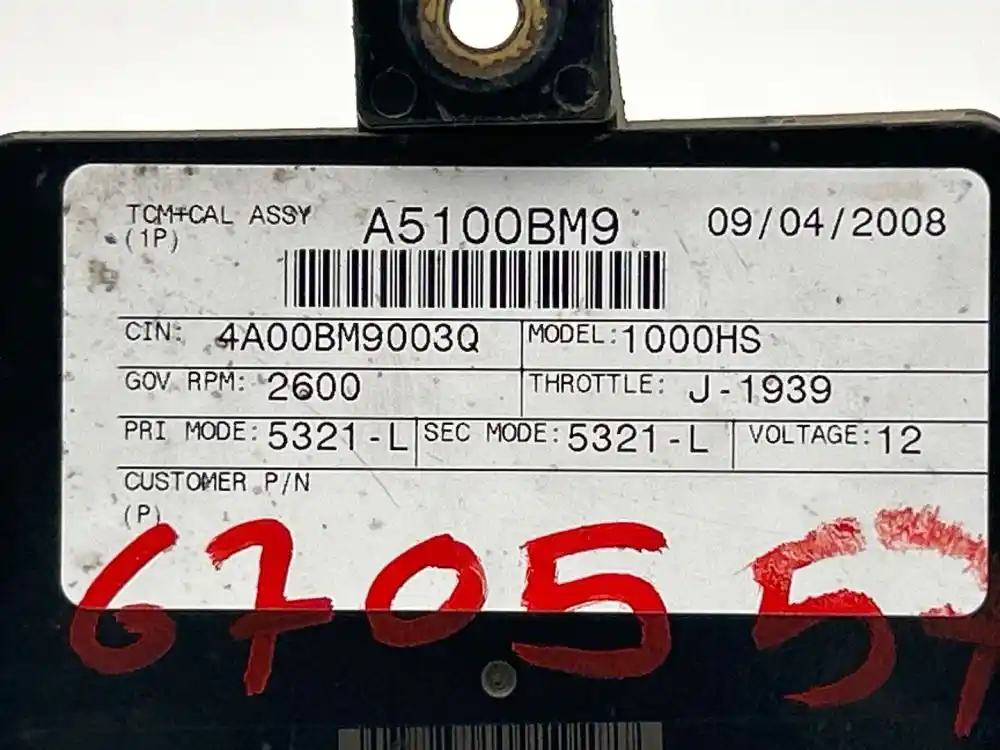 TCM+CAL ASSY A5100BM9 09/04/2008
(1P)
CIN: 4A00BM9003Q MODEL: 1000HS
GOV RPM: 2600 THROTTLE: J-1939
PRI MODE: 5321-L SEC MODE: 5321-L VOLTAGE: 12
CUSTOMER P/N
(P)
67055